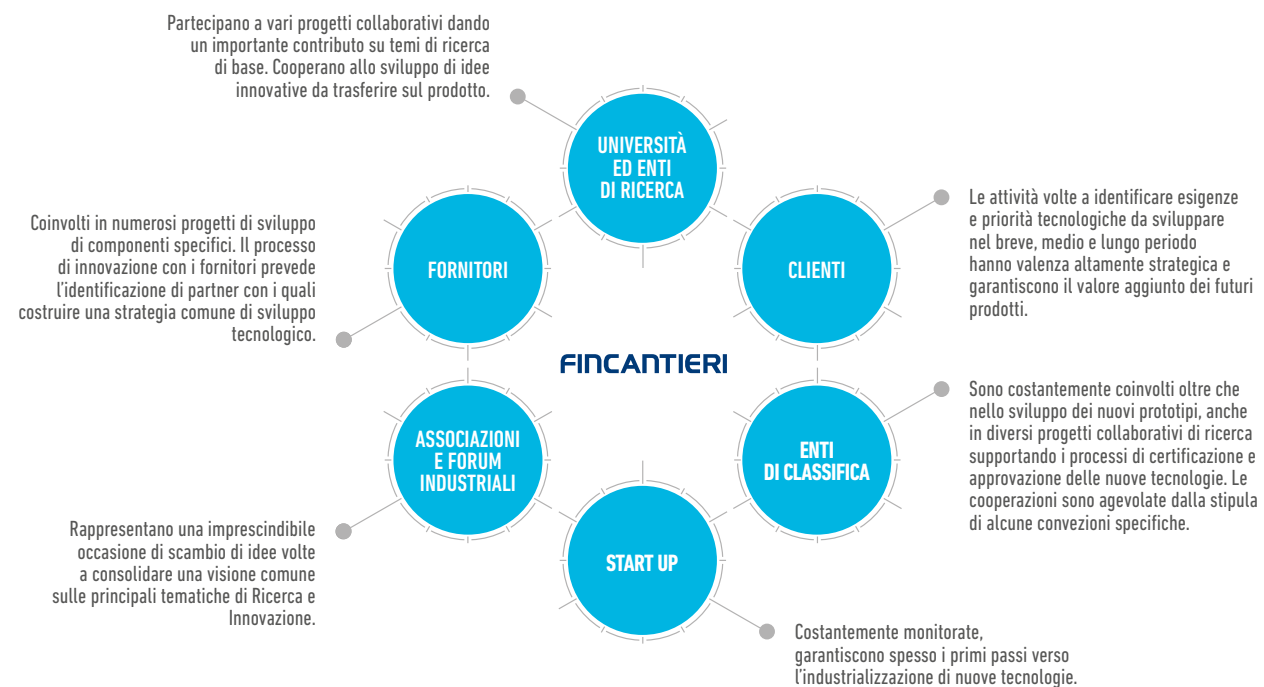 Partecipano a vari progetti collaborativi dando
un importante contributo su temi di ricerca
di base. Cooperano allo sviluppo di idee
innovative da trasferire sul prodotto.
UNIVERSITÀ
ED ENTI
DI RICERCA
Coinvolti in numerosi progetti di sviluppo
di componenti specifici. Il processo
di innovazione con i fornitori prevede
l’identificazione di partner con i quali
costruire una strategia comune di sviluppo
tecnologico.
FORNITORI
CLIENTI
Le attività volte a identificare esigenze
e priorità tecnologiche da sviluppare
nel breve, medio e lungo periodo
hanno valenza altamente strategica e
garantiscono il valore aggiunto dei futuri
prodotti.
FINCANTIERI
ASSOCIAZIONI
E FORUM
INDUSTRIALI
ENTI
DI CLASSIFICA
Sono costantemente coinvolti oltre che
nello sviluppo dei nuovi prototipi, anche
in diversi progetti collaborativi di ricerca
supportando i processi di certificazione e
approvazione delle nuove tecnologie. Le
cooperazioni sono agevolate dalla stipula
di alcune convezioni specifiche.
Rappresentano una imprescindibile
occasione di scambio di idee volte
a consolidare una visione comune
sulle principali tematiche di Ricerca e
Innovazione.
START UP
Costantemente monitorate,
garantiscono spesso i primi passi verso
l’industrializzazione di nuove tecnologie.